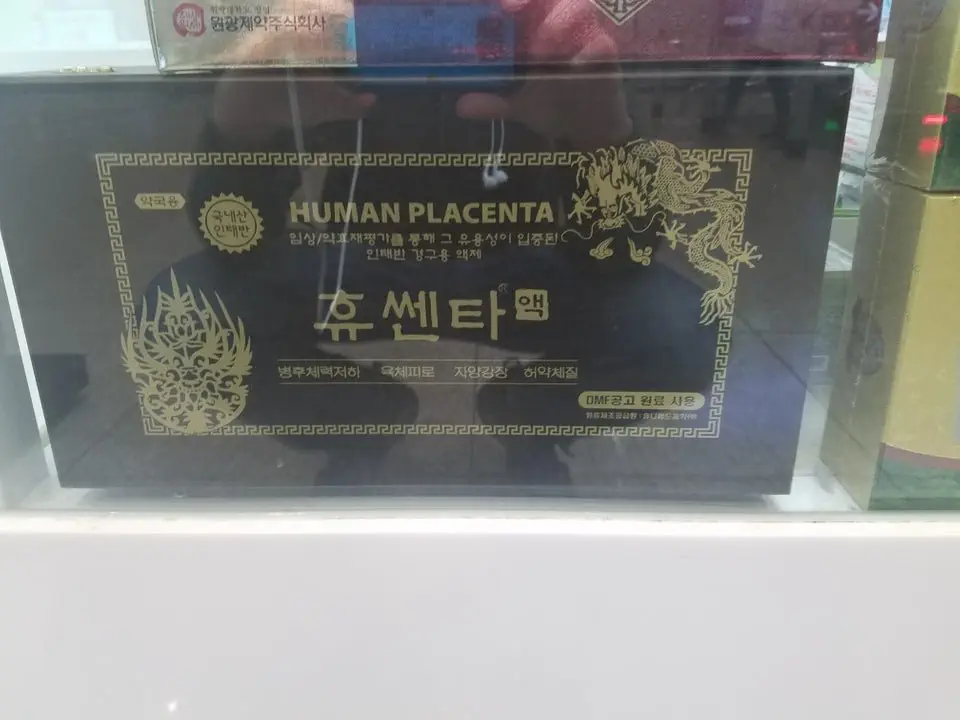 원광제약주식회사
약국용
국내산
인태반
HUMAN PLACENTA
임상/약효재평가를 통해 그 유용성이 입증된
인태반 경구용 액제
휴쎈타 액
병후체력저하 육체피로 자양강장 허약체질
DMF공고 원료 사용